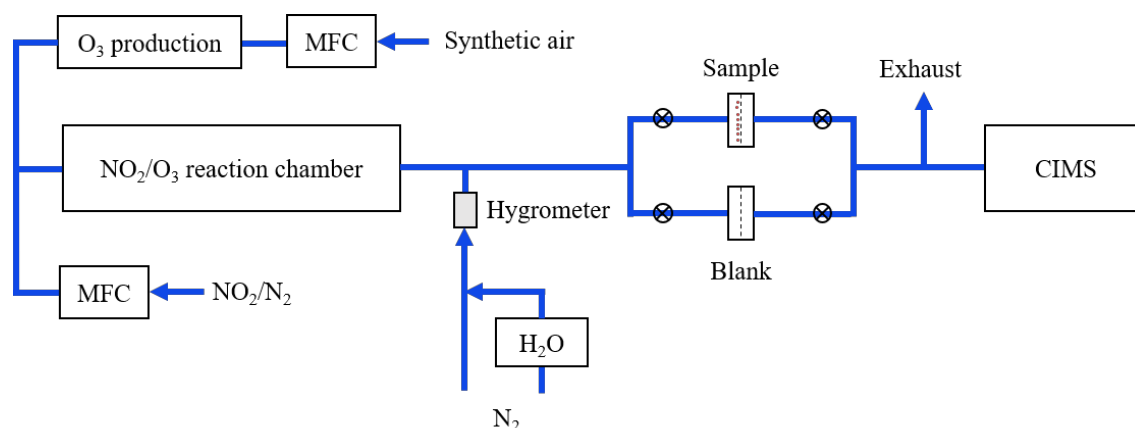 O₃ production
MFC
Synthetic air
Sample
Exhaust
NO₂/O₃ reaction chamber
CIMS
Hygrometer
Blank
MFC
NO₂/N₂
H₂O
N₂